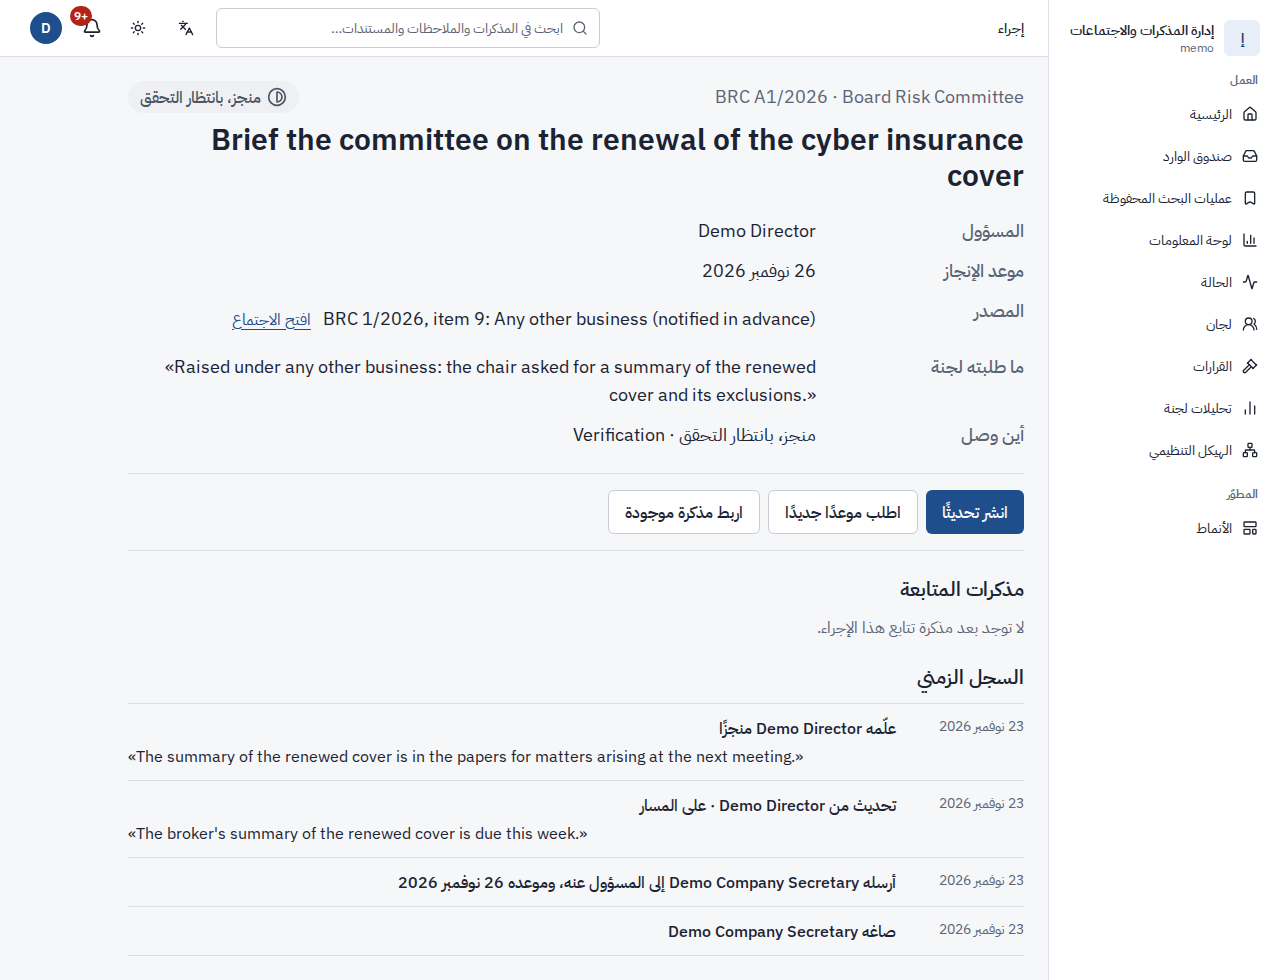 إدارة المذكرات والاجتماعات
memo
إ
العمل
الرئيسية
صندوق الوارد
عمليات البحث المحفوظة
لوحة المعلومات
الحالة
لجان
القرارات
تحليلات لجنة
الهيكل التنظيمي
المطوّر
الأنماط
إجراء
ابحث في المذكرات والملاحظات والمستندات...
9+
D
BRC A1/2026 · Board Risk Committee
منجز، بانتظار التحقق
Brief the committee on the renewal of the cyber insurance
cover
المسؤول
Demo Director
موعد الإنجاز
26 نوفمبر 2026
المصدر
BRC 1/2026, item 9: Any other business (notified in advance) افتح الاجتماع
ما طلبته لجنة
«Raised under any other business: the chair asked for a summary of the renewed
cover and its exclusions.»
أين وصل
منجز، بانتظار التحقق · Verification
انشر تحديثًا
اطلب موعدًا جديدًا
اربط مذكرة موجودة
مذكرات المتابعة
لا توجد بعد مذكرة تتابع هذا الإجراء.
السجل الزمني
23 نوفمبر 2026
علّمه Demo Director منجزًا
«The summary of the renewed cover is in the papers for matters arising at the next meeting.»
23 نوفمبر 2026
تحديث من Demo Director · على المسار
«The broker's summary of the renewed cover is due this week.»
23 نوفمبر 2026
أرسله Demo Company Secretary إلى المسؤول عنه، وموعده 26 نوفمبر 2026
23 نوفمبر 2026
صاغه Demo Company Secretary